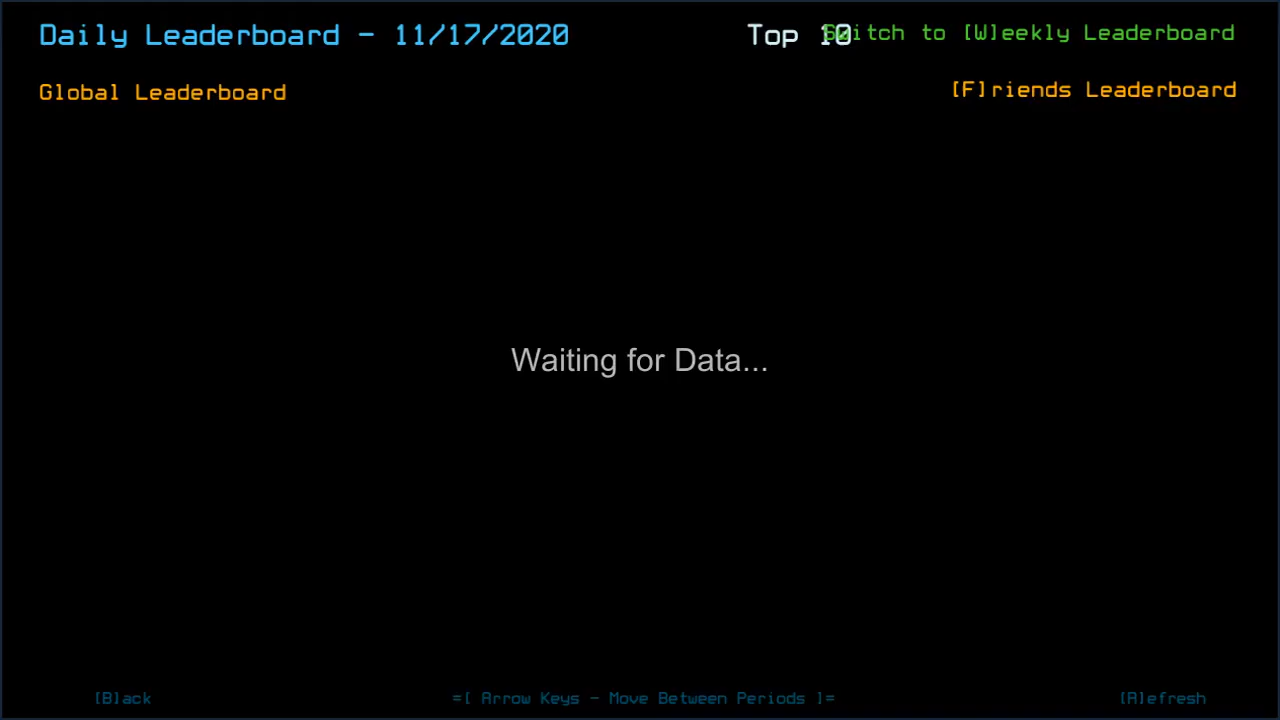 Daily Leaderboard - 11/17/2020 Top 10 Switch to [W]eekly Leaderboard
Global Leaderboard [F]riends Leaderboard
Waiting for Data...
[B]ack =[ Arrow Keys - Move Between Periods ]= [R]efresh